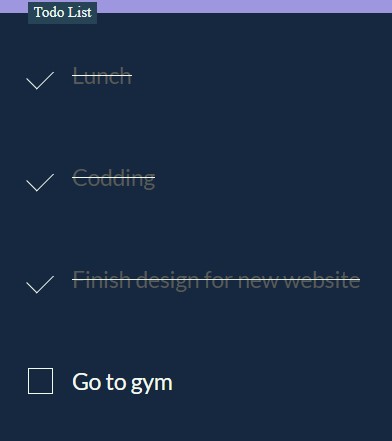 Todo List
Lunch
Codding
Finish design for new website
Go to gym